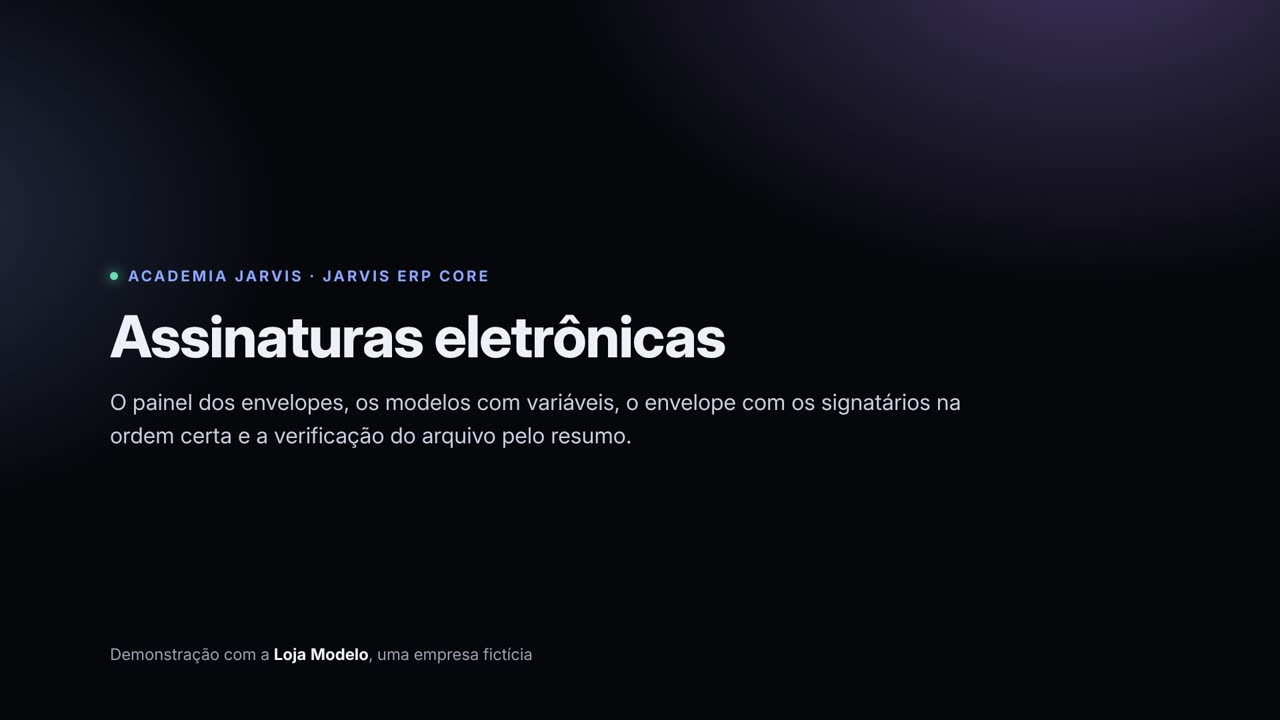 ACADEMIA JARVIS · JARVIS ERP CORE
Assinaturas eletrônicas
O painel dos envelopes, os modelos com variáveis, o envelope com os signatários na
ordem certa e a verificação do arquivo pelo resumo.
Demonstração com a Loja Modelo, uma empresa fictícia